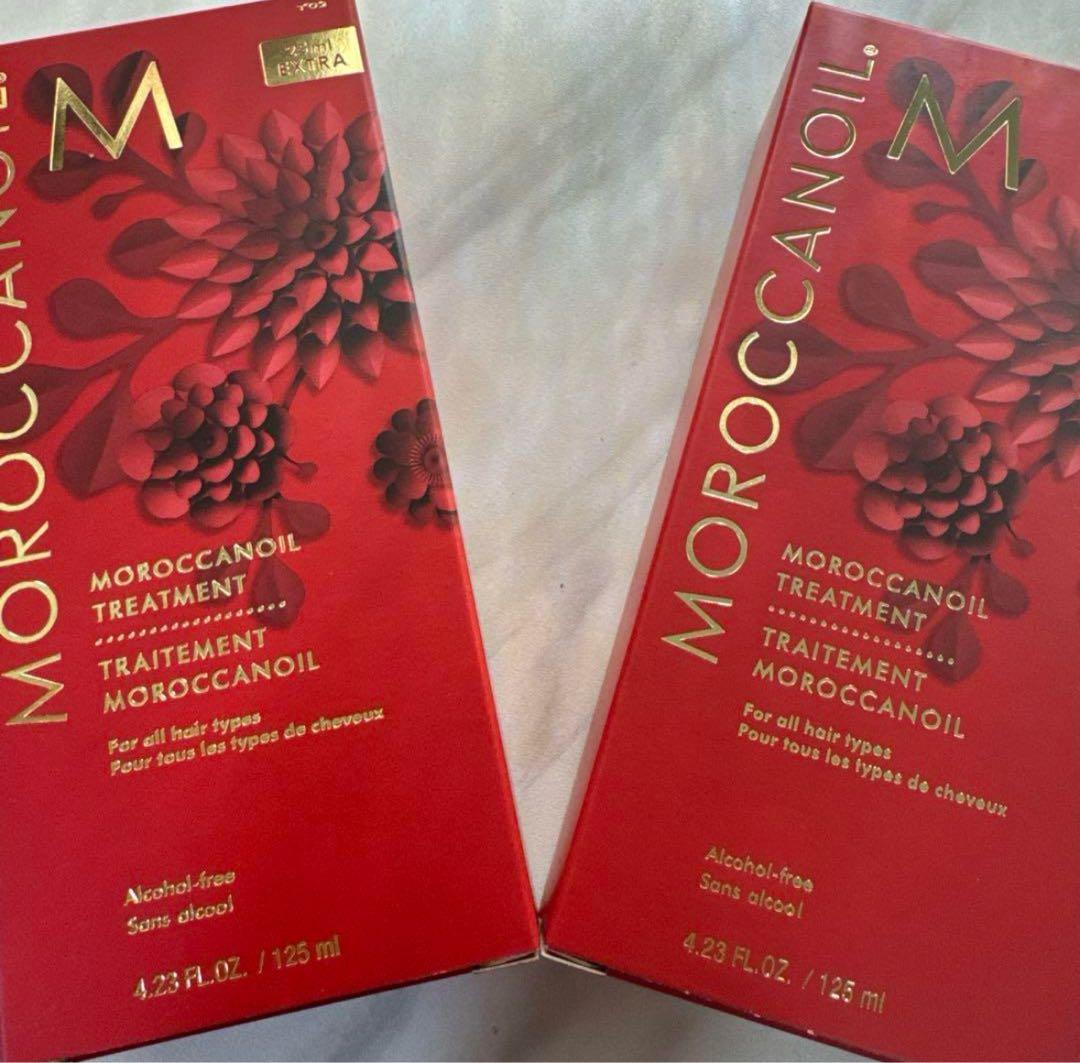 25ml
EXTRA
M
MOROCCANOIL®
MOROCCANOIL
TREATMENT
TRAITEMENT
MOROCCANOIL
For all hair types
Pour tous les types de cheveux
Alcohol-free
Sans alcool
4.23 FL.OZ. / 125 ml
M
MOROCCANOIL®
MOROCCANOIL
TREATMENT
TRAITEMENT
MOROCCANOIL
For all hair types
Pour tous les types de cheveux
Alcohol-free
Sans alcool
4.23 FL.OZ. / 125 ml